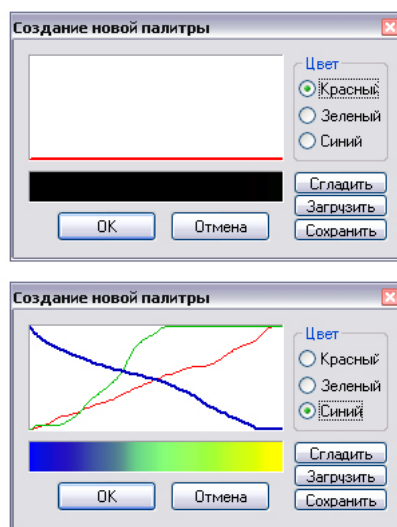 Создание новой палитры
Цвет
Красный
Зеленый
Синий
Сгладить
Загрузить
Сохранить
OK
Отмена
Создание новой палитры
Цвет
Красный
Зеленый
Синий
Сгладить
Загрузить
Сохранить
OK
Отмена